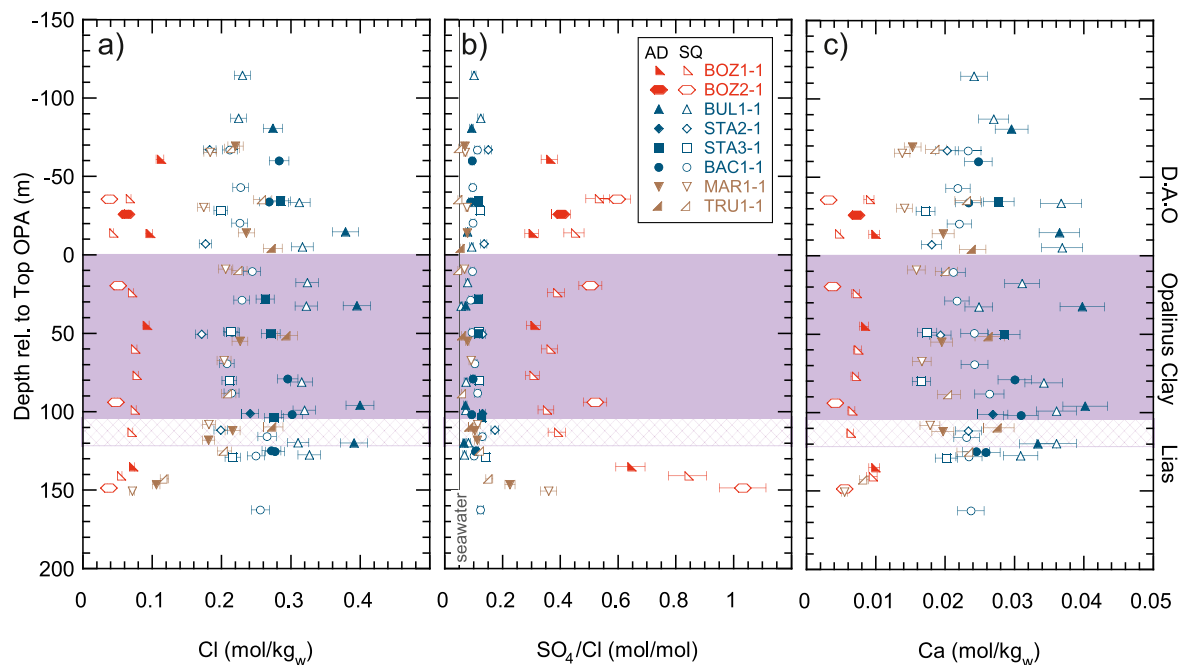 a)
b)
c)
AD SQ
BOZ1-1
BOZ2-1
BUL1-1
STA2-1
STA3-1
BAC1-1
MAR1-1
TRU1-1
-150
-100
-50
0
50
100
150
200
Depth rel. to Top OPA (m)
seawater
D-A-O
Opalinus Clay
Lias
0 0.1 0.2 0.3 0.4
0 0.2 0.4 0.6 0.8 1
0 0.01 0.02 0.03 0.04 0.05
Cl (mol/kgw)
SO4/Cl (mol/mol)
Ca (mol/kgw)